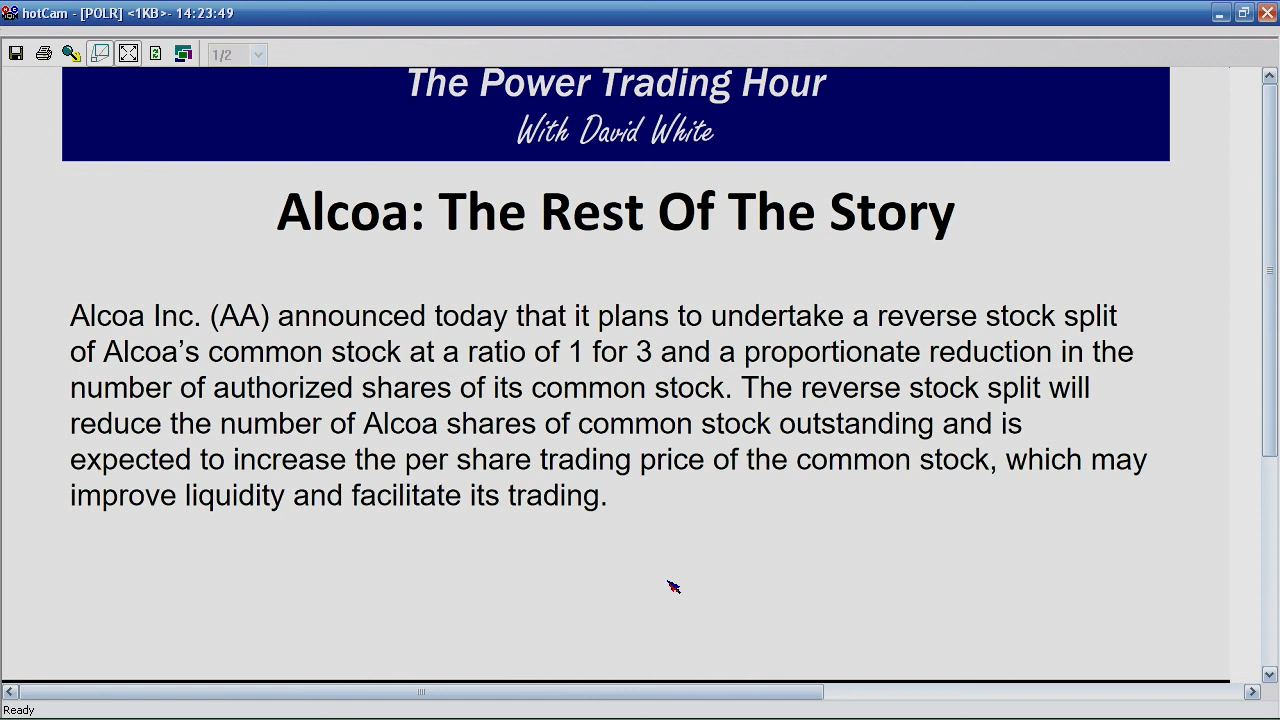 hotCam - [POLR] <1KB>- 14:23:49
1/2
The Power Trading Hour
With David White
Alcoa: The Rest Of The Story
Alcoa Inc. (AA) announced today that it plans to undertake a reverse stock split
of Alcoa’s common stock at a ratio of 1 for 3 and a proportionate reduction in the
number of authorized shares of its common stock. The reverse stock split will
reduce the number of Alcoa shares of common stock outstanding and is
expected to increase the per share trading price of the common stock, which may
improve liquidity and facilitate its trading.
Ready